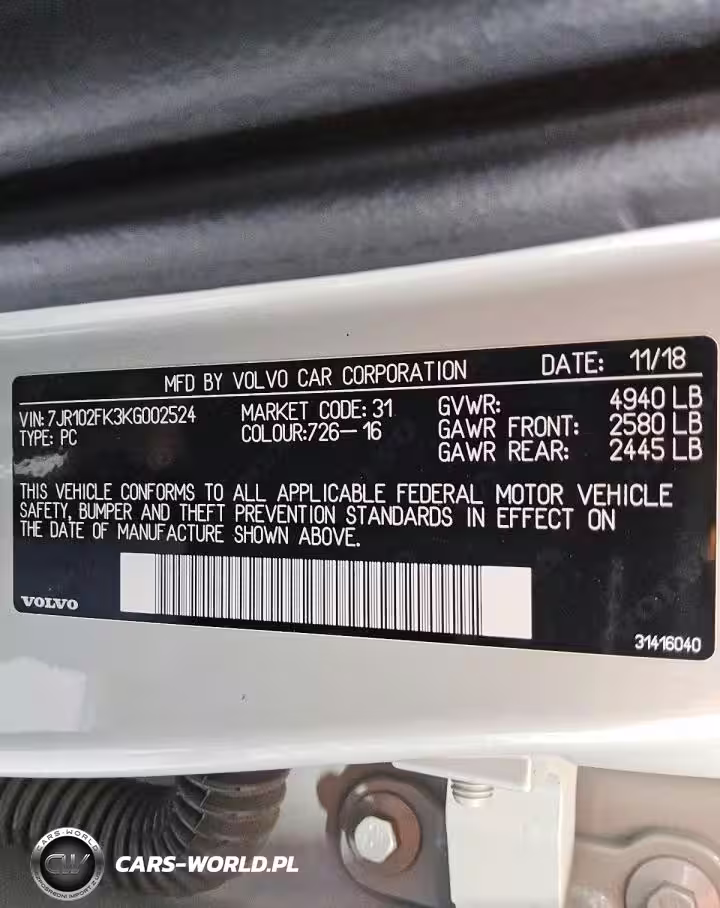 MFD BY VOLVO CAR CORPORATION DATE: 11/18
VIN: 7JR102FK3KG002524 MARKET CODE: 31 GVWR: 4940 LB
TYPE: PC COLOUR:726-16 GAWR FRONT: 2580 LB
GAWR REAR: 2445 LB
THIS VEHICLE CONFORMS TO ALL APPLICABLE FEDERAL MOTOR VEHICLE
SAFETY, BUMPER AND THEFT PREVENTION STANDARDS IN EFFECT ON
THE DATE OF MANUFACTURE SHOWN ABOVE.
VOLVO
31416040
CARS-WORLD
CW
CARS-WORLD.PL